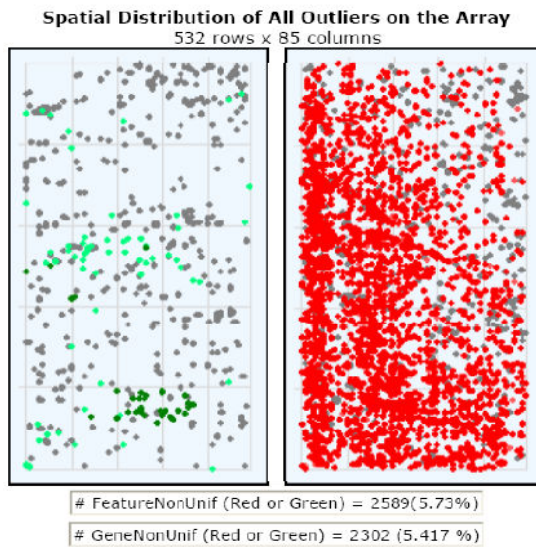 Spatial Distribution of All Outliers on the Array
532 rows x 85 columns
# FeatureNonUnif (Red or Green) = 2589(5.73%)
# GeneNonUnif (Red or Green) = 2302 (5.417 %)